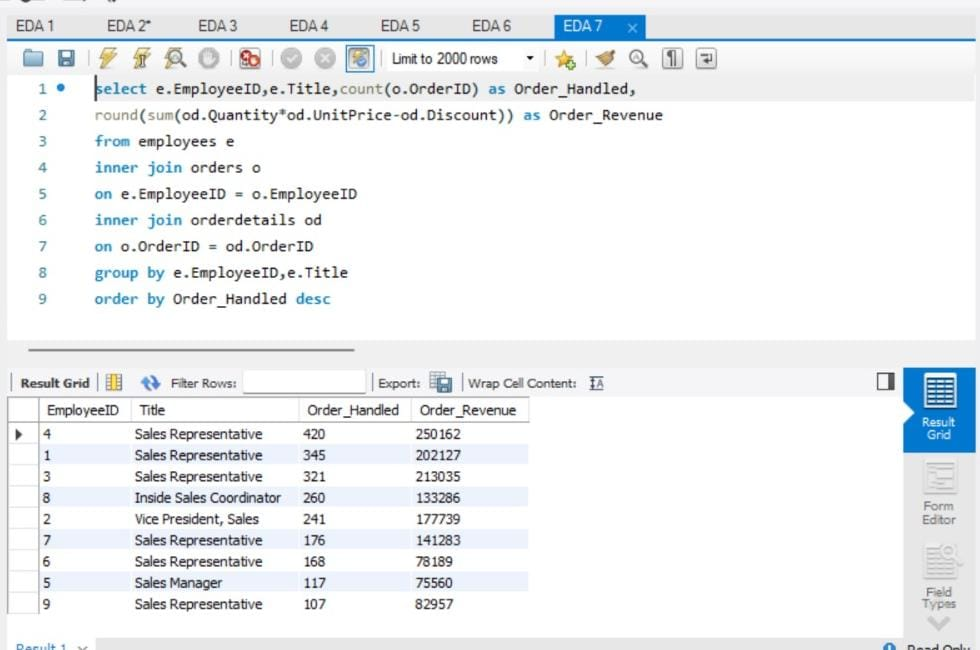 EDA 1 EDA 2* EDA 3 EDA 4 EDA 5 EDA 6 EDA 7
Limit to 2000 rows
1 select e.EmployeeID,e.Title,count(o.OrderID) as Order_Handled,
2 round(sum(od.Quantity*od.UnitPrice-od.Discount)) as Order_Revenue
3 from employees e
4 inner join orders o
5 on e.EmployeeID = o.EmployeeID
6 inner join orderdetails od
7 on o.OrderID = od.OrderID
8 group by e.EmployeeID,e.Title
9 order by Order_Handled desc
Result Grid Filter Rows: Export: Wrap Cell Content:
EmployeeID Title Order_Handled Order_Revenue
4 Sales Representative 420 250162
1 Sales Representative 345 202127
3 Sales Representative 321 213035
8 Inside Sales Coordinator 260 133286
2 Vice President, Sales 241 177739
7 Sales Representative 176 141283
6 Sales Representative 168 78189
5 Sales Manager 117 75560
9 Sales Representative 107 82957
Result
Grid
Form
Editor
Field
Types
Result 1
Read Only